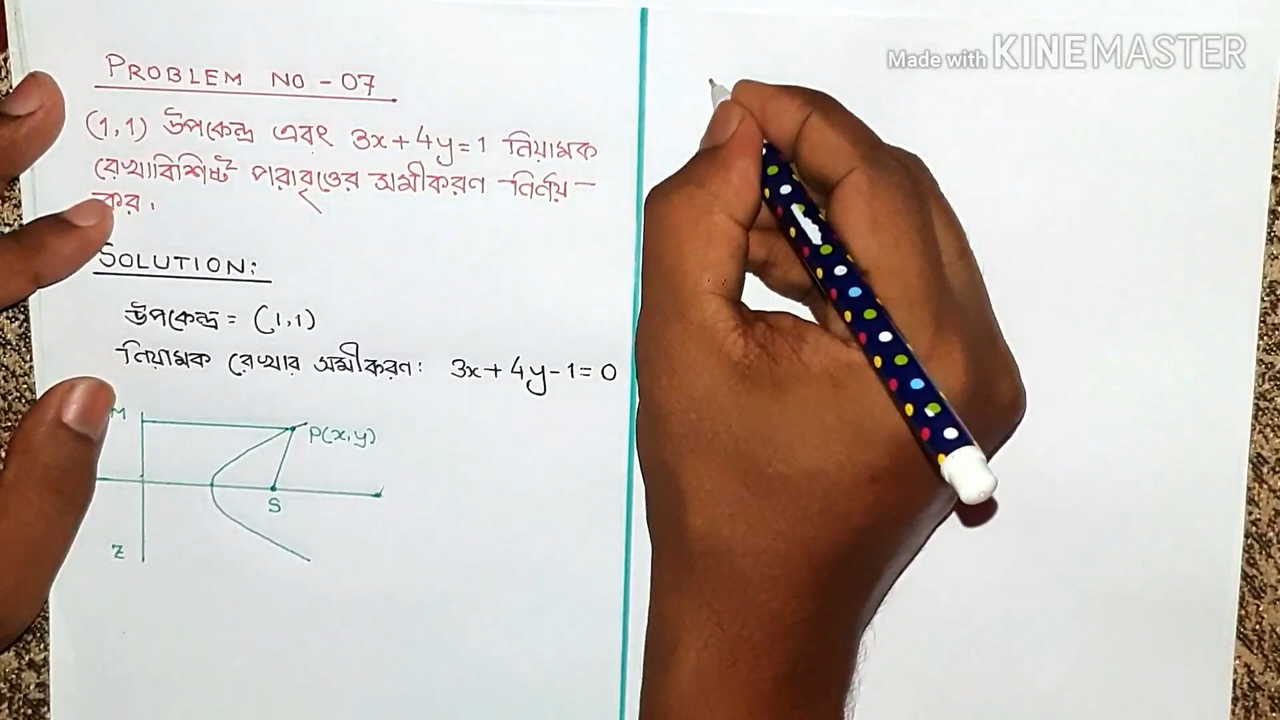 PROBLEM NO - 07
(1,1) উপকেন্দ্র এবং 3x+4y=1 নিয়ামক
রেখাবিশিষ্ট পরাবৃত্তের সমীকরণ নির্ণয়
কর।
SOLUTION:
উপকেন্দ্র = (1,1)
নিয়ামক রেখার সমীকরণ: 3x+4y-1=0
M
P(x,y)
S
Z
Made with KINEMASTER